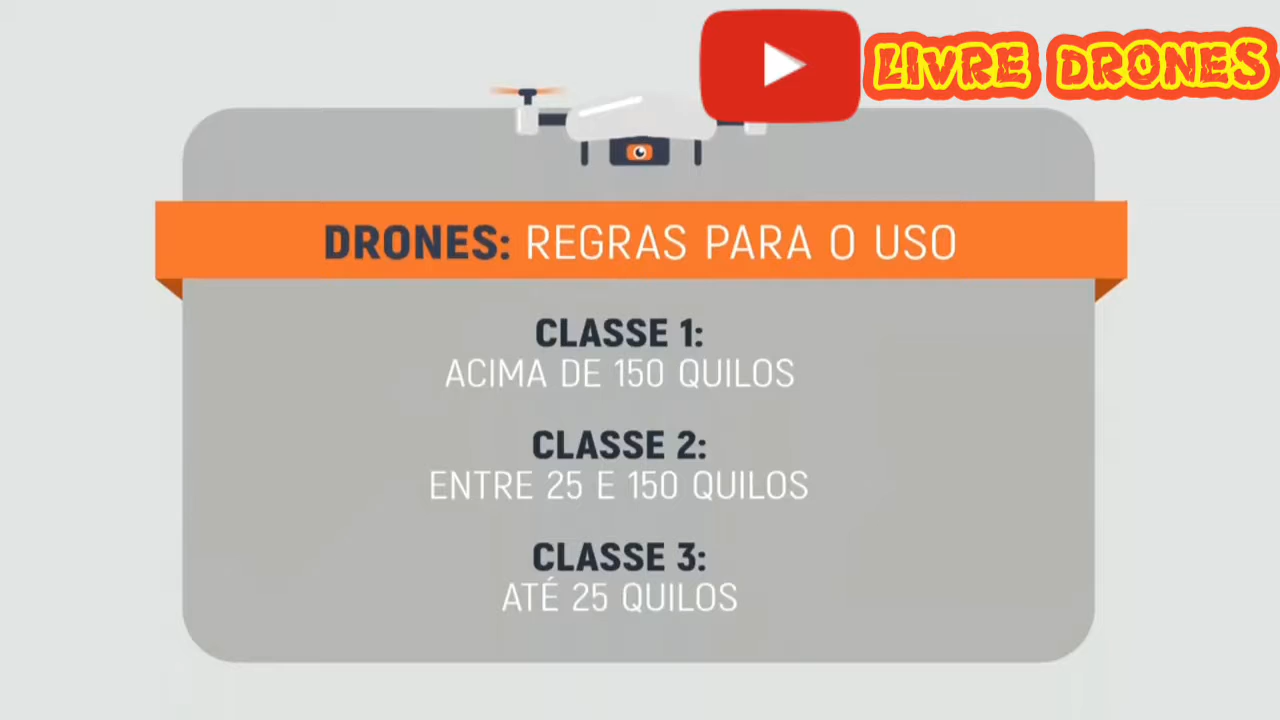 LIVRE DRONES
DRONES: REGRAS PARA O USO
CLASSE 1:
ACIMA DE 150 QUILOS
CLASSE 2:
ENTRE 25 E 150 QUILOS
CLASSE 3:
ATÉ 25 QUILOS